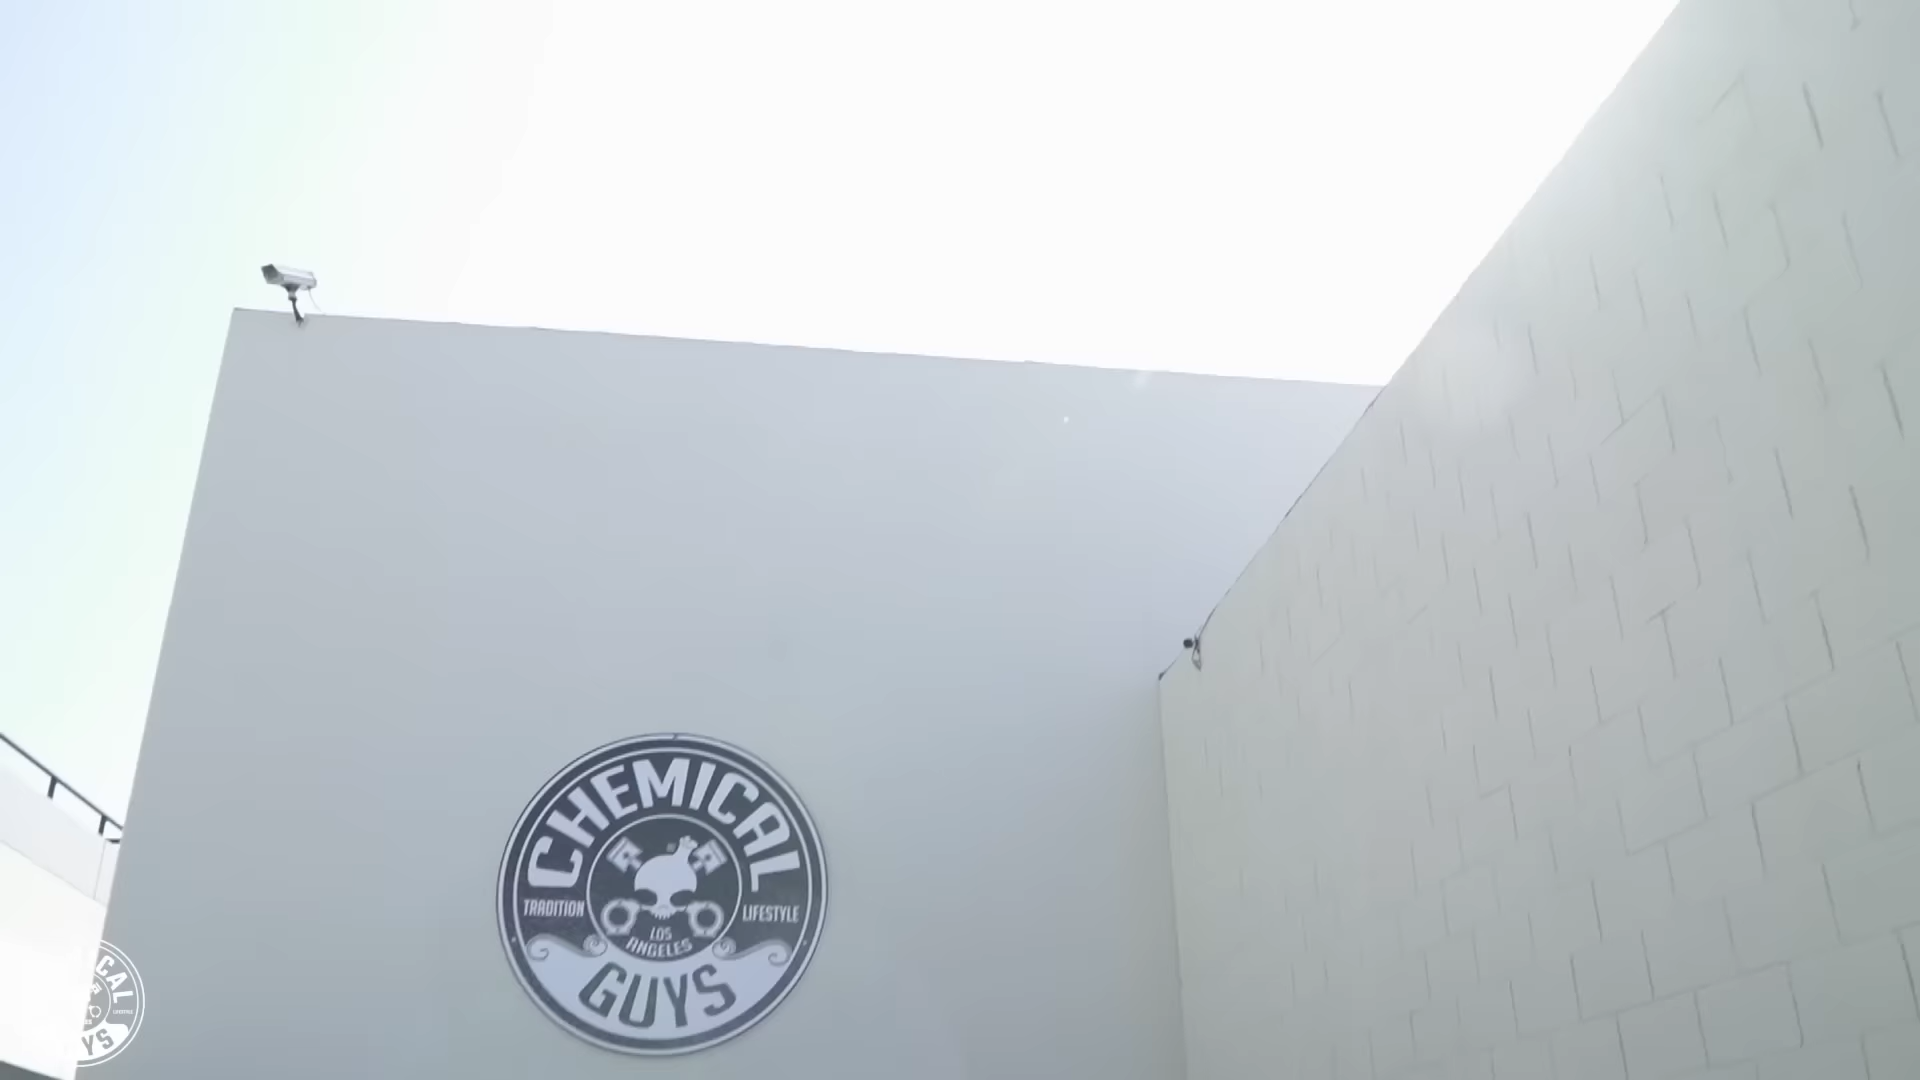 CHEMICAL
TRADITION
LIFESTYLE
LOS
ANGELES
GUYS